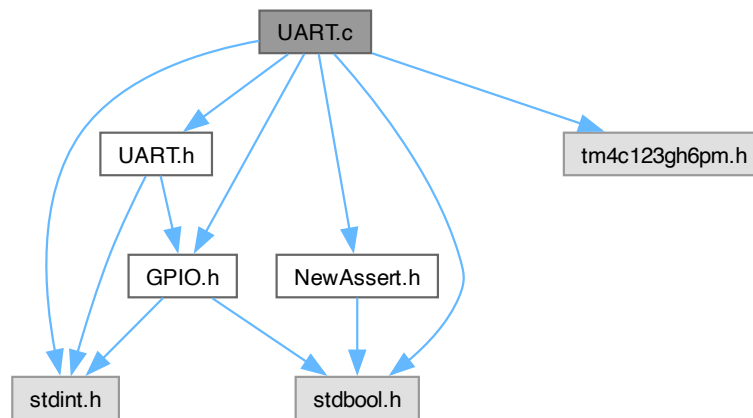 UART.c
UART.h
tm4c123gh6pm.h
GPIO.h
NewAssert.h
stdint.h
stdbool.h